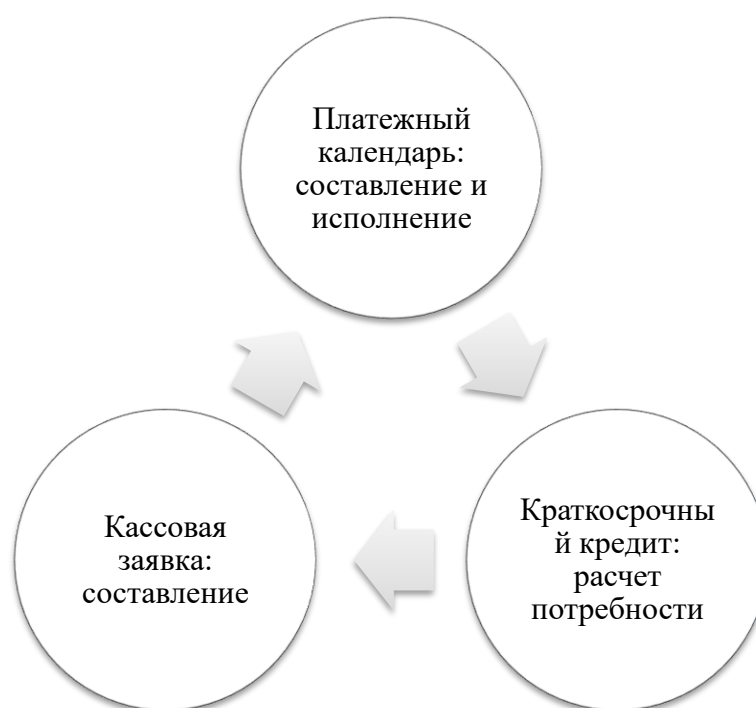 Платежный
календарь:
составление и
исполнение
Кассовая
заявка:
составление
Краткосрочны
й кредит:
расчет
потребности